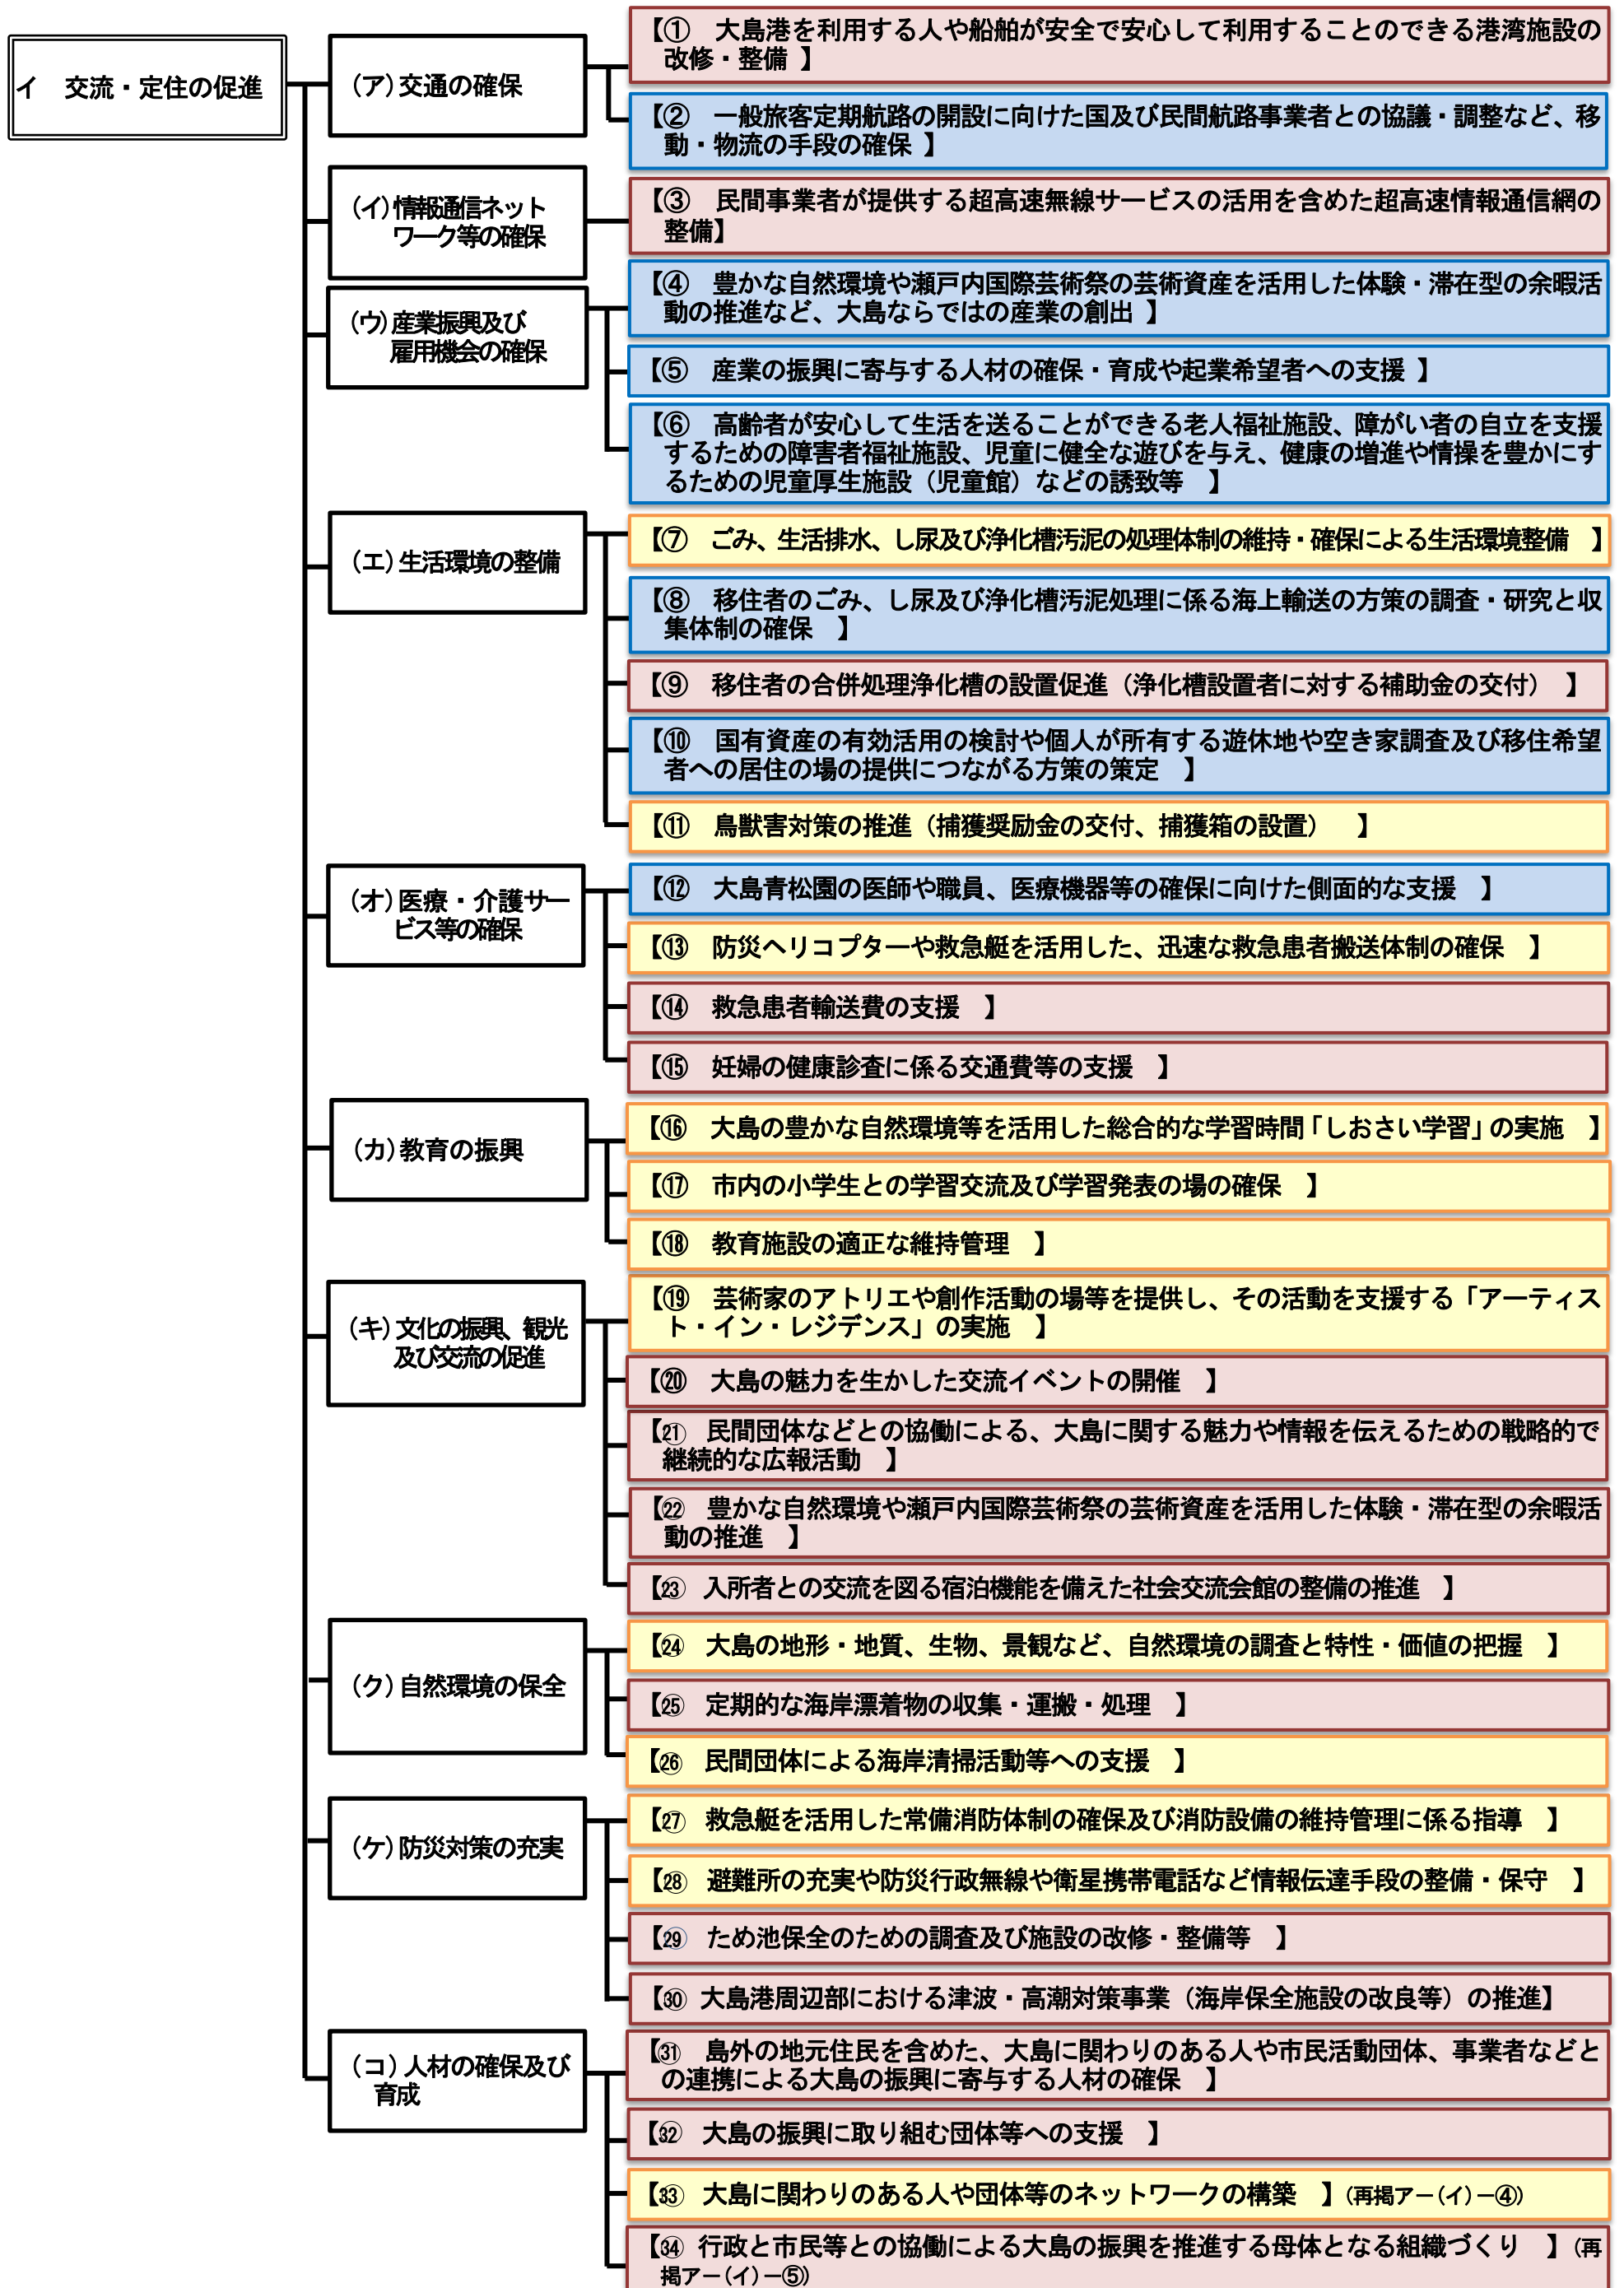 イ　交流・定住の促進
（ア）交通の確保
【①　大島港を利用する人や船舶が安全で安心して利用することのできる港湾施設の
改修・整備 】
【②　一般旅客定期航路の開設に向けた国及び民間航路事業者との協議・調整など、移
動・物流の手段の確保 】
（イ）情報通信ネット
ワーク等の確保
【③　民間事業者が提供する超高速無線サービスの活用を含めた超高速情報通信網の
整備】
（ウ）産業振興及び
雇用機会の確保
【④　豊かな自然環境や瀬戸内国際芸術祭の芸術資産を活用した体験・滞在型の余暇活
動の推進など、大島ならではの産業の創出 】
【⑤　産業の振興に寄与する人材の確保・育成や起業希望者への支援 】
【⑥　高齢者が安心して生活を送ることができる老人福祉施設、障がい者の自立を支援
するための障害者福祉施設、児童に健全な遊びを与え、健康の増進や情操を豊かにす
るための児童厚生施設（児童館）などの誘致等　】
（エ）生活環境の整備
【⑦　ごみ、生活排水、し尿及び浄化槽汚泥の処理体制の維持・確保による生活環境整備　】
【⑧　移住者のごみ、し尿及び浄化槽汚泥処理に係る海上輸送の方策の調査・研究と収
集体制の確保　】
【⑨　移住者の合併処理浄化槽の設置促進（浄化槽設置者に対する補助金の交付）　】
【⑩　国有資産の有効活用の検討や個人が所有する遊休地や空き家調査及び移住希望
者への居住の場の提供につながる方策の策定　】
【⑪　鳥獣害対策の推進（捕獲奨励金の交付、捕獲箱の設置）　】
（オ）医療・介護サー
ビス等の確保
【⑫　大島青松園の医師や職員、医療機器等の確保に向けた側面的な支援　】
【⑬　防災ヘリコプターや救急艇を活用した、迅速な救急患者搬送体制の確保　】
【⑭　救急患者輸送費の支援　】
【⑮　妊婦の健康診査に係る交通費等の支援　】
（カ）教育の振興
【⑯　大島の豊かな自然環境等を活用した総合的な学習時間「しおさい学習」の実施　】
【⑰　市内の小学生との学習交流及び学習発表の場の確保　】
【⑱　教育施設の適正な維持管理　】
（キ）文化の振興、観光
及び交流の促進
【⑲　芸術家のアトリエや創作活動の場等を提供し、その活動を支援する「アーティス
ト・イン・レジデンス」の実施　】
【⑳　大島の魅力を生かした交流イベントの開催　】
【㉑　民間団体などとの協働による、大島に関する魅力や情報を伝えるための戦略的で
継続的な広報活動　】
【㉒　豊かな自然環境や瀬戸内国際芸術祭の芸術資産を活用した体験・滞在型の余暇活
動の推進　】
【㉓　入所者との交流を図る宿泊機能を備えた社会交流会館の整備の推進　】
（ク）自然環境の保全
【㉔　大島の地形・地質、生物、景観など、自然環境の調査と特性・価値の把握　】
【㉕　定期的な海岸漂着物の収集・運搬・処理　】
【㉖　民間団体による海岸清掃活動等への支援　】
（ケ）防災対策の充実
【㉗　救急艇を活用した常備消防体制の確保及び消防設備の維持管理に係る指導　】
【㉘　避難所の充実や防災行政無線や衛星携帯電話など情報伝達手段の整備・保守　】
【㉙　ため池保全のための調査及び施設の改修・整備等　】
【㉚　大島港周辺部における津波・高潮対策事業（海岸保全施設の改良等）の推進】
（コ）人材の確保及び
育成
【㉛　島外の地元住民を含めた、大島に関わりのある人や市民活動団体、事業者などと
の連携による大島の振興に寄与する人材の確保　】
【㉜　大島の振興に取り組む団体等への支援　】
【㉝　大島に関わりのある人や団体等のネットワークの構築　】（再掲アー（イ）ー④）
【㉞　行政と市民等との協働による大島の振興を推進する母体となる組織づくり　】（再
掲アー（イ）ー⑤）